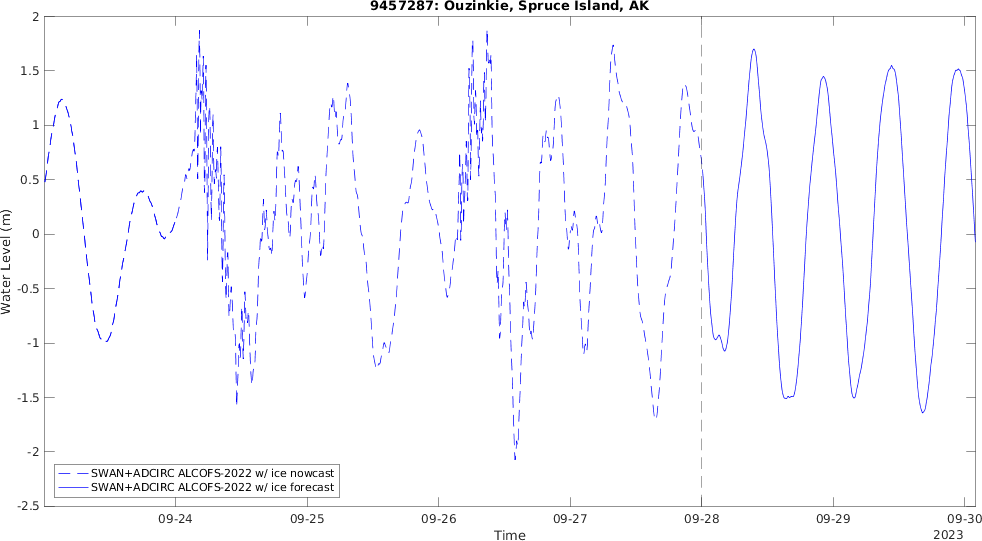 9457287: Ouzinkie, Spruce Island, AK
2
1.5
1
0.5
0
-0.5
-1
-1.5
-2
-2.5
Water Level (m)
SWAN+ADCIRC ALCOFS-2022 w/ ice nowcast
SWAN+ADCIRC ALCOFS-2022 w/ ice forecast
09-24 09-25 09-26 09-27 09-28 09-29 09-30
Time
2023